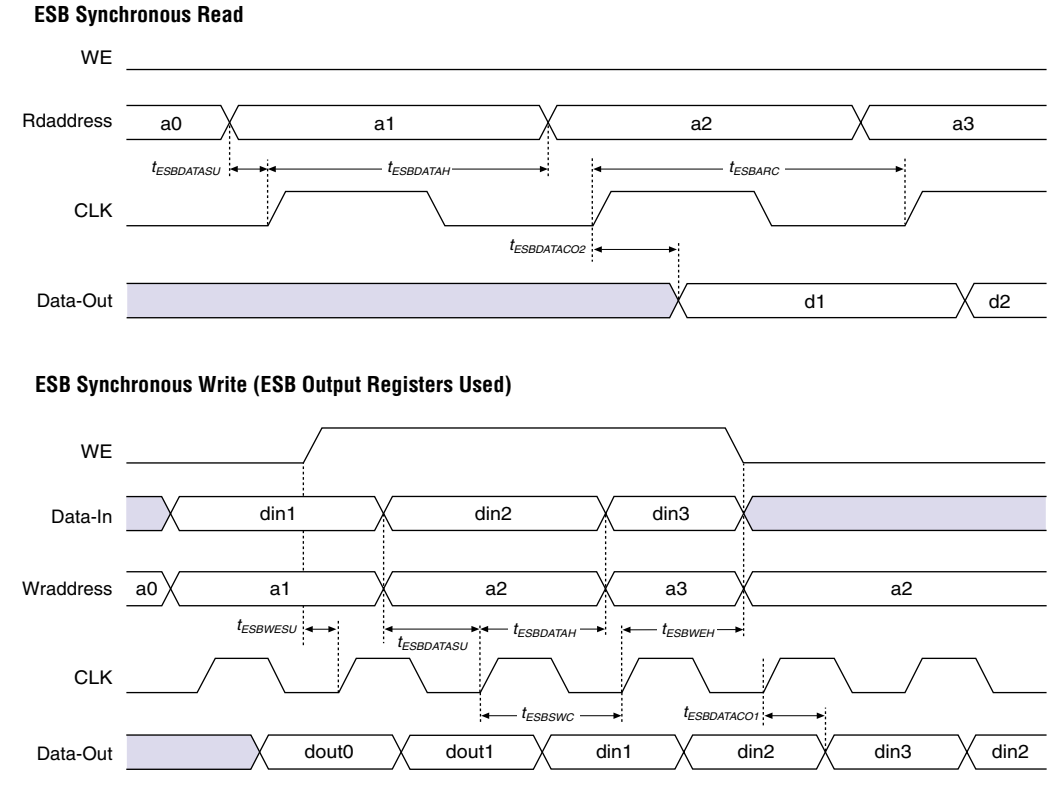 ESB Synchronous Read
WE
Rdaddress a0 a1 a2 a3
tESBDATASU tESBDATAH tESBARC
CLK
tESBDATACO2
Data-Out d1 d2
ESB Synchronous Write (ESB Output Registers Used)
WE
Data-In din1 din2 din3
Wraddress a0 a1 a2 a3 a2
tESBWESU tESBDATASU tESBDATAH tESBWEH
CLK
tESBSWC tESBDATACO1
Data-Out dout0 dout1 din1 din2 din3 din2